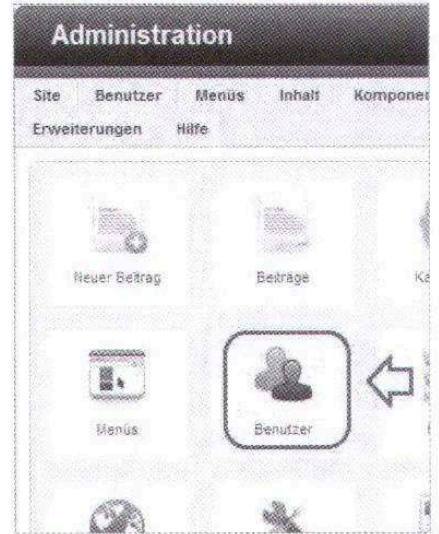 Administration
Site Benutzer Menüs Inhalt
Erweiterungen Hilfe
Neuer Beitrag Beiträge
Menüs Benutzer